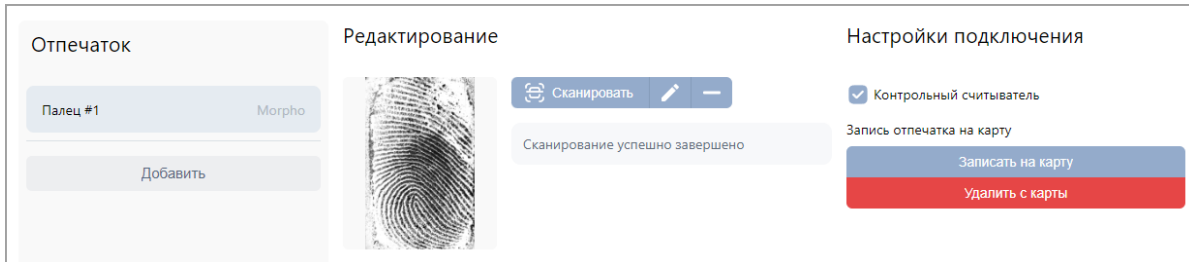 Отпечаток
Палец #1 Morpho
Добавить
Редактирование
Сканировать
Сканирование успешно завершено
Настройки подключения
Контрольный считыватель
Запись отпечатка на карту
Записать на карту
Удалить с карты